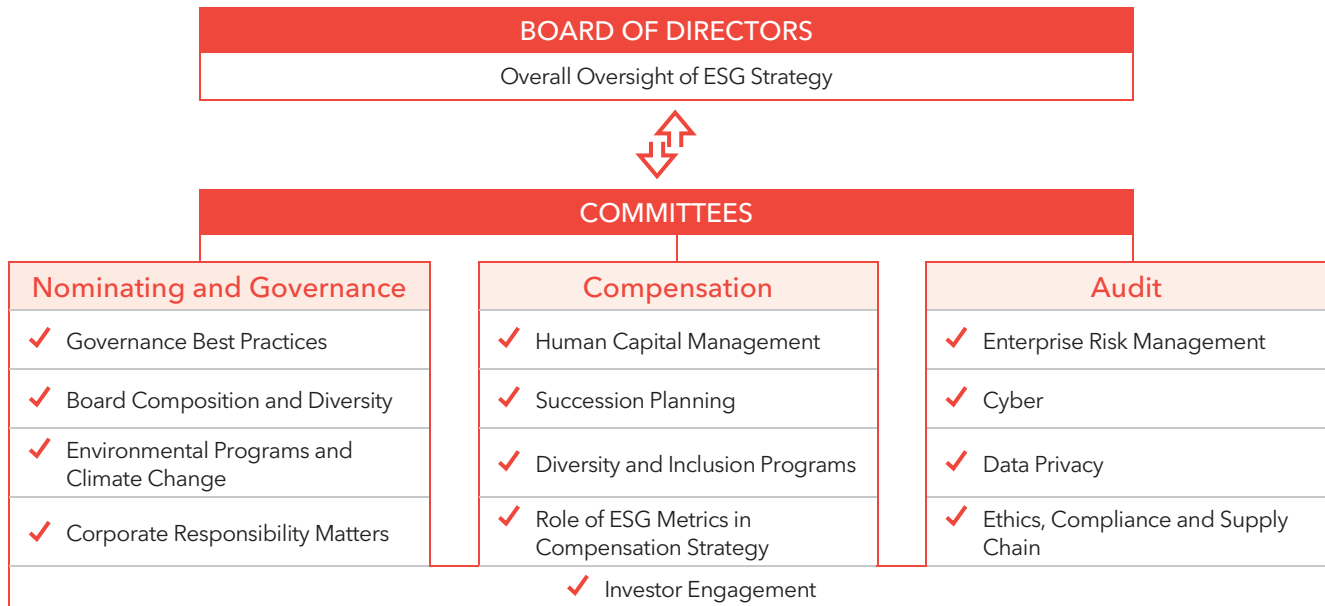 BOARD OF DIRECTORS
Overall Oversight of ESG Strategy
COMMITTEES
Nominating and Governance
Governance Best Practices
Board Composition and Diversity
Environmental Programs and
Climate Change
Corporate Responsibility Matters
Compensation
Human Capital Management
Succession Planning
Diversity and Inclusion Programs
Role of ESG Metrics in
Compensation Strategy
Audit
Enterprise Risk Management
Cyber
Data Privacy
Ethics, Compliance and Supply
Chain
Investor Engagement